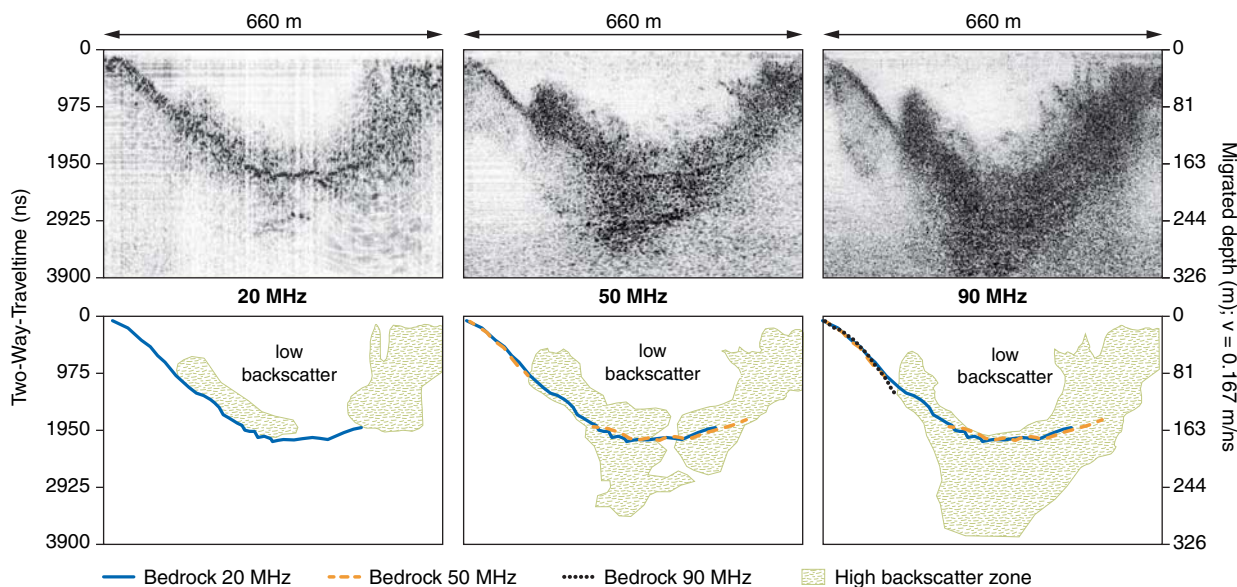 660 m 660 m 660 m
0 0
975 81
1950 163
2925 244
3900 326
20 MHz 50 MHz 90 MHz
0 0
975 81
1950 163
2925 244
3900 326
low
backscatter
low
backscatter
low
backscatter
Two-Way-Traveltime (ns)
Migrated depth (m); v = 0.167 m/ns
Bedrock 20 MHz Bedrock 50 MHz Bedrock 90 MHz High backscatter zone